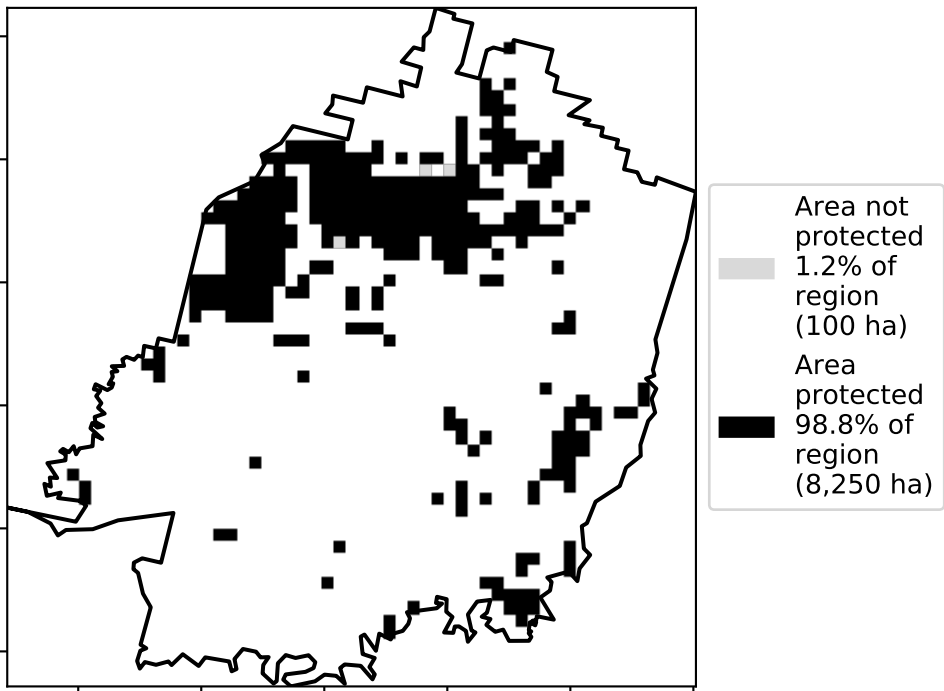 Area not
protected
1.2% of
region
(100 ha)
Area
protected
98.8% of
region
(8,250 ha)